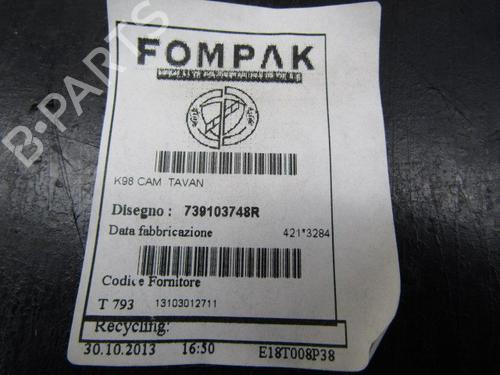 FOMPAK
K98 CAM TAVAN
Disegno : 739103748R
Data fabbricazione 421*3284
Codice Fornitore
T 793 13103012711
Recycling:
30.10.2013 16:50 E18T008P38
B-PARTS